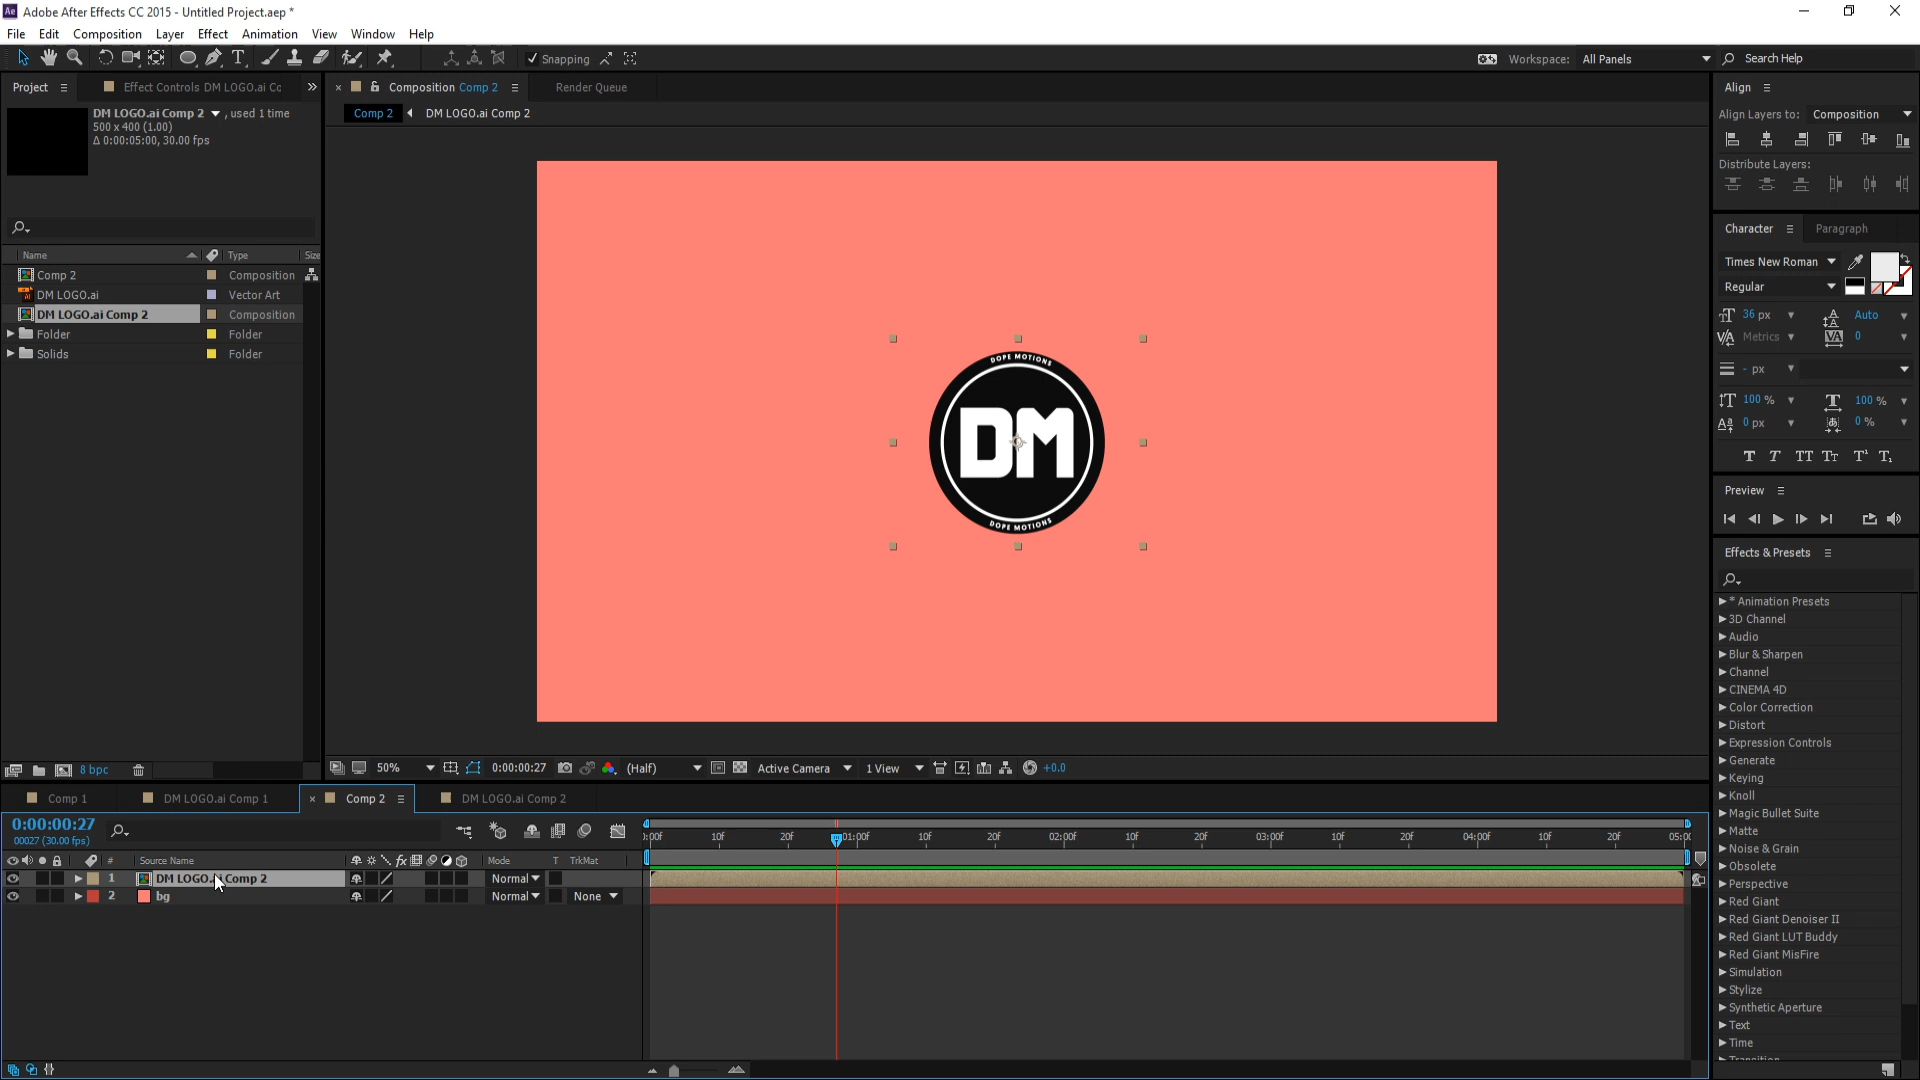 Ae Adobe After Effects CC 2015 - Untitled Project.aep *
File Edit Composition Layer Effect Animation View Window Help
T Snapping Workspace: All Panels Search Help
Project Effect Controls DM LOGO.ai Cc » × Composition Comp 2 Render Queue
DM LOGO.ai Comp 2 , used 1 time
500 x 400 (1.00)
Δ 0:00:05:00, 30.00 fps
Comp 2 DM LOGO.ai Comp 2
Name Type Size
Comp 2 Composition
DM LOGO.ai Vector Art
DM LOGO.ai Comp 2 Composition
Folder Folder
Solids Folder
8 bpc
DOPE MOTIONS
DM
DOPE MOTIONS
50% 0:00:00:27 (Half) Active Camera 1 View +0.0
Align
Align Layers to: Composition
Distribute Layers:
Character Paragraph
Times New Roman
Regular
36 px Auto
Metrics 0
- px
100 % 100 %
0 px 0 %
T T TT Tt T¹ T₁
Preview
Effects & Presets
* Animation Presets
3D Channel
Audio
Blur & Sharpen
Channel
CINEMA 4D
Color Correction
Distort
Expression Controls
Generate
Keying
Knoll
Magic Bullet Suite
Matte
Noise & Grain
Obsolete
Perspective
Red Giant
Red Giant Denoiser II
Red Giant LUT Buddy
Red Giant MisFire
Simulation
Stylize
Synthetic Aperture
Text
Time
Comp 1 DM LOGO.ai Comp 1 × Comp 2 DM LOGO.ai Comp 2
0:00:00:27
00027 (30.00 fps)
):00f 10f 20f 01:00f 10f 20f 02:00f 10f 20f 03:00f 10f 20f 04:00f 10f 20f 05:0(
# Source Name fx Mode T TrkMat
1 DM LOGO.ai Comp 2 Normal
2 bg Normal None